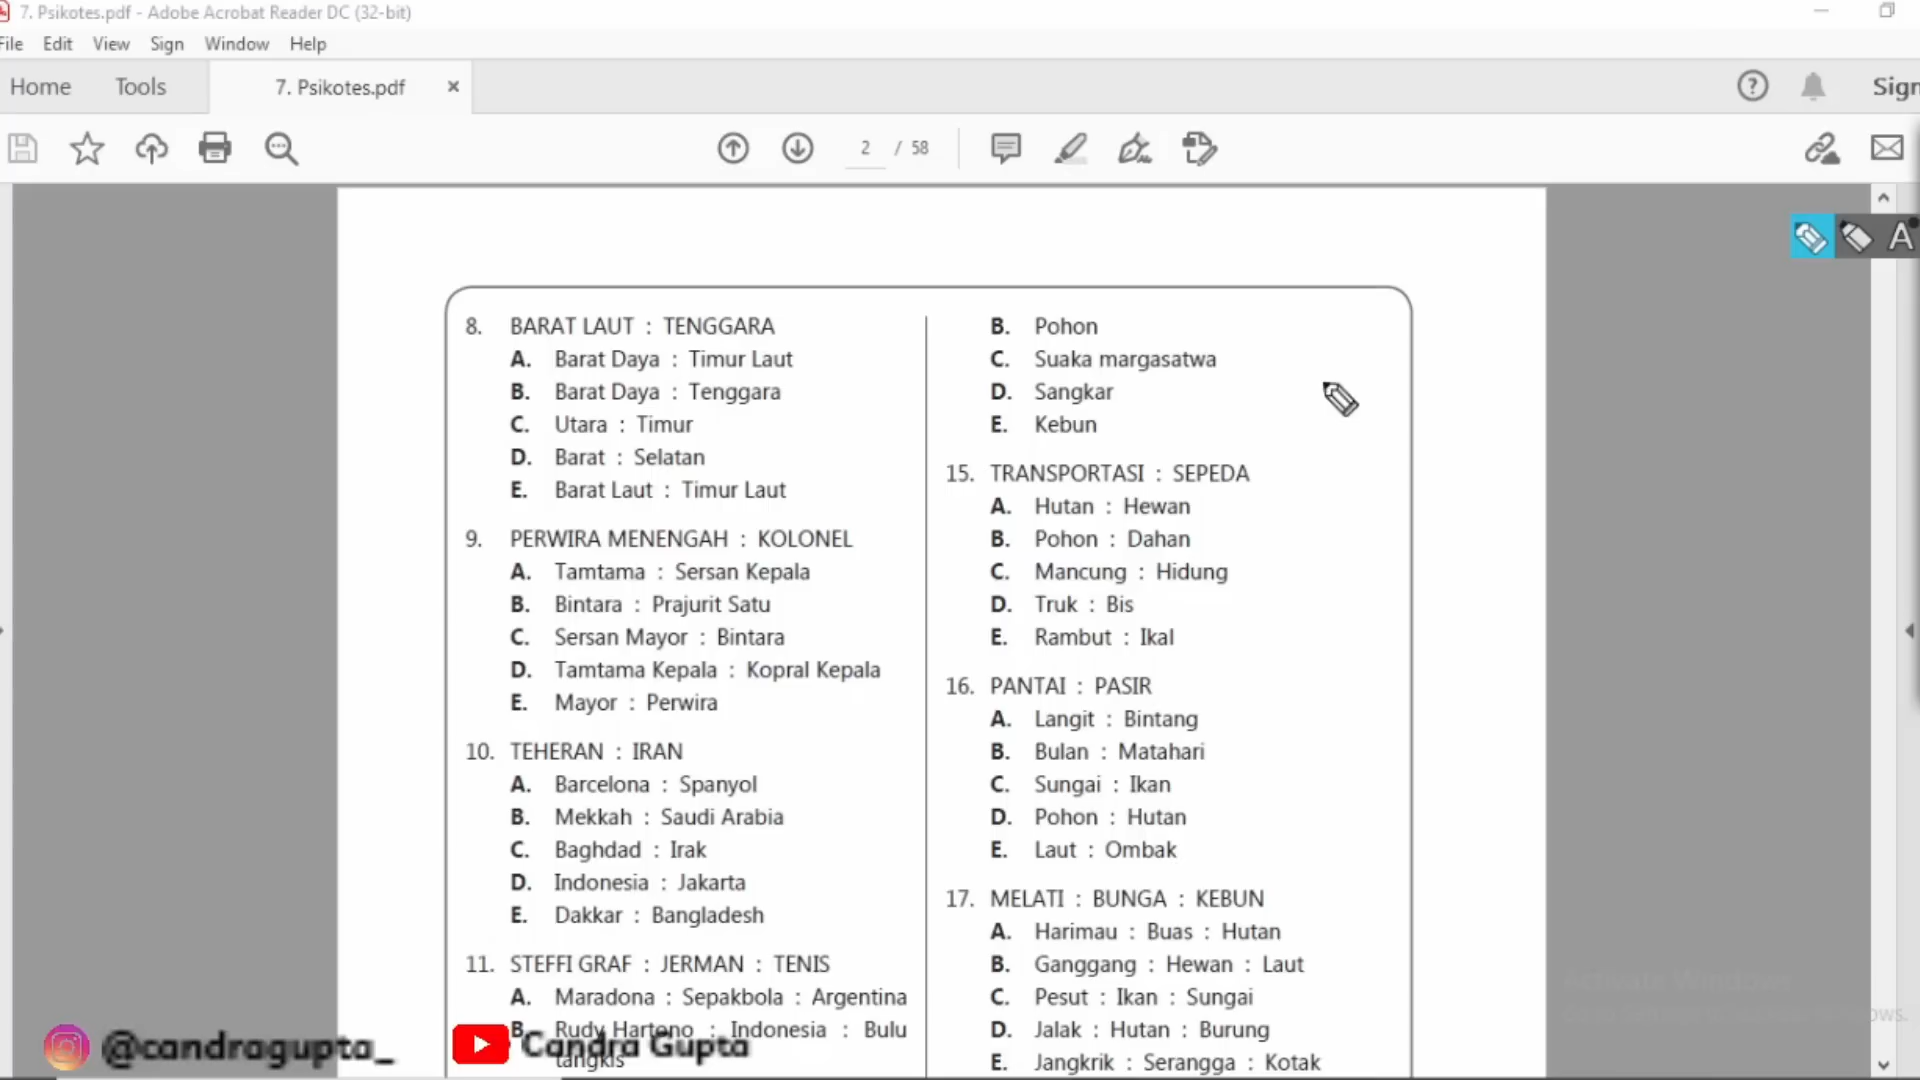 7. Psikotes.pdf - Adobe Acrobat Reader DC (32-bit)
File Edit View Sign Window Help
Home Tools 7. Psikotes.pdf × Sign
2 / 58
A
8. BARAT LAUT : TENGGARA
A. Barat Daya : Timur Laut
B. Barat Daya : Tenggara
C. Utara : Timur
D. Barat : Selatan
E. Barat Laut : Timur Laut
9. PERWIRA MENENGAH : KOLONEL
A. Tamtama : Sersan Kepala
B. Bintara : Prajurit Satu
C. Sersan Mayor : Bintara
D. Tamtama Kepala : Kopral Kepala
E. Mayor : Perwira
10. TEHERAN : IRAN
A. Barcelona : Spanyol
B. Mekkah : Saudi Arabia
C. Baghdad : Irak
D. Indonesia : Jakarta
E. Dakkar : Bangladesh
11. STEFFI GRAF : JERMAN : TENIS
A. Maradona : Sepakbola : Argentina
B. Rudy Hartono : Indonesia : Bulu
tangkis
B. Pohon
C. Suaka margasatwa
D. Sangkar
E. Kebun
15. TRANSPORTASI : SEPEDA
A. Hutan : Hewan
B. Pohon : Dahan
C. Mancung : Hidung
D. Truk : Bis
E. Rambut : Ikal
16. PANTAI : PASIR
A. Langit : Bintang
B. Bulan : Matahari
C. Sungai : Ikan
D. Pohon : Hutan
E. Laut : Ombak
17. MELATI : BUNGA : KEBUN
A. Harimau : Buas : Hutan
B. Ganggang : Hewan : Laut
C. Pesut : Ikan : Sungai
D. Jalak : Hutan : Burung
E. Jangkrik : Serangga : Kotak
Activate Windows
@candragupta_ Candra Gupta